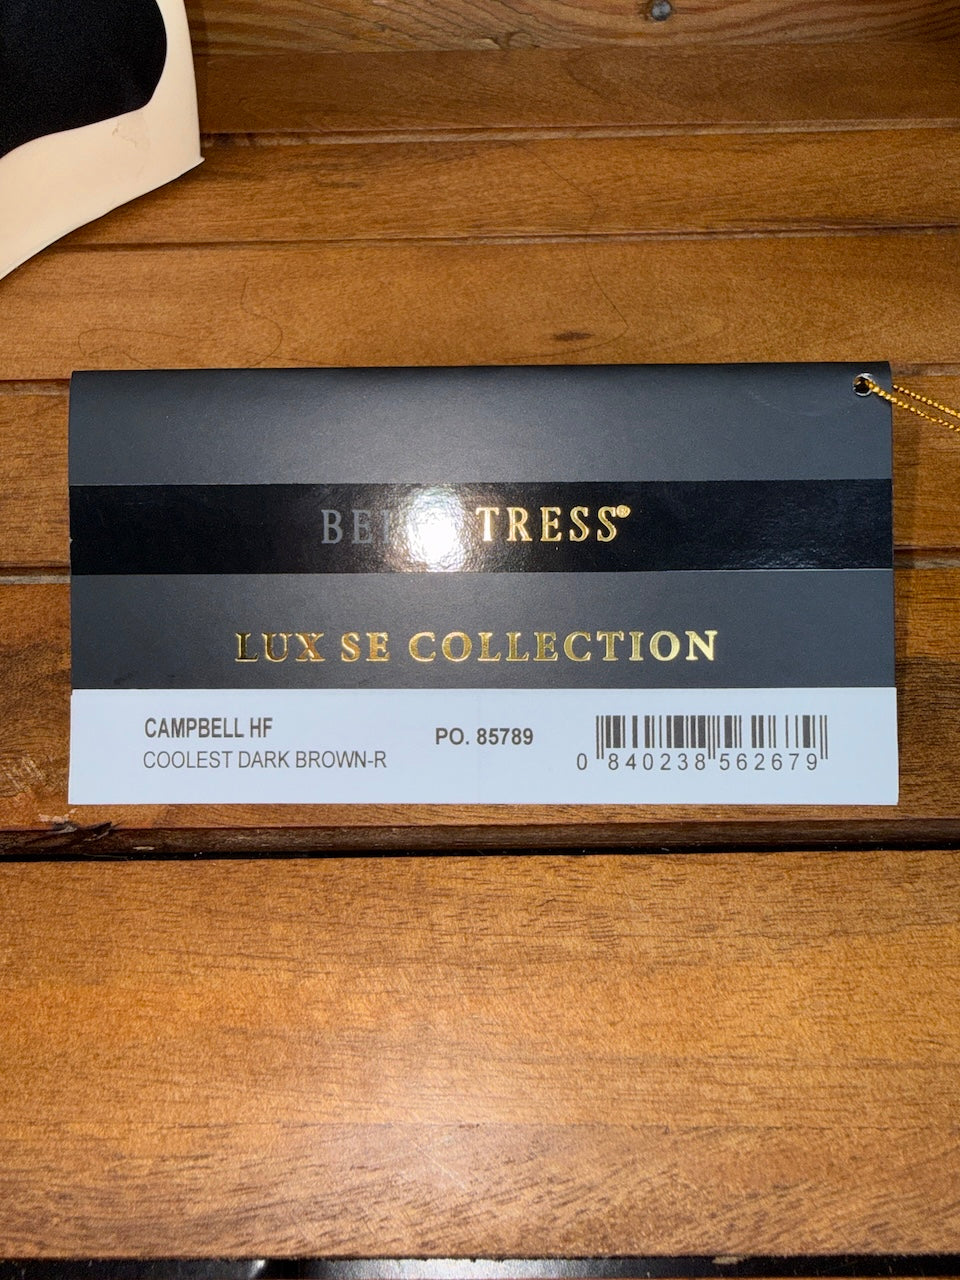 TRESS®
LUX SE COLLECTION
CAMPBELL HF
COOLEST DARK BROWN-R
PO. 85789
0 840238 562679